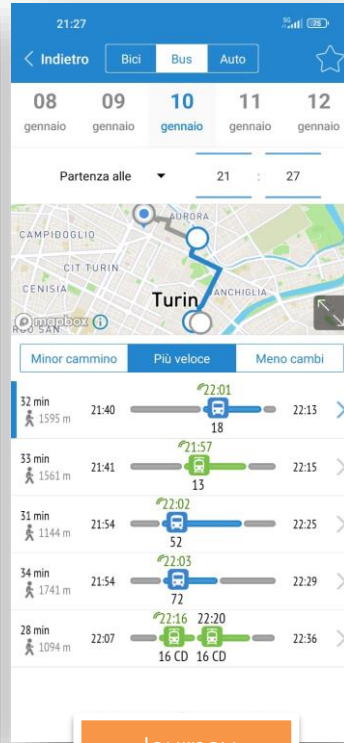 21:27
5G 75
Indietro Bici Bus Auto
08 09 10 11 12
gennaio gennaio gennaio gennaio gennaio
Partenza alle 21 : 27
AURORA
CAMPIDOGLIO
CIT TURIN
CENISIA
Turin
VANCHIGLIA
mapbox
Minor cammino Più veloce Meno cambi
32 min
1595 m
21:40
22:01
18
22:13
33 min
1561 m
21:41
21:57
13
22:15
31 min
1144 m
21:54
22:02
52
22:25
34 min
1741 m
21:54
22:03
72
22:29
28 min
1094 m
22:07
22:16 22:20
16 CD 16 CD
22:36